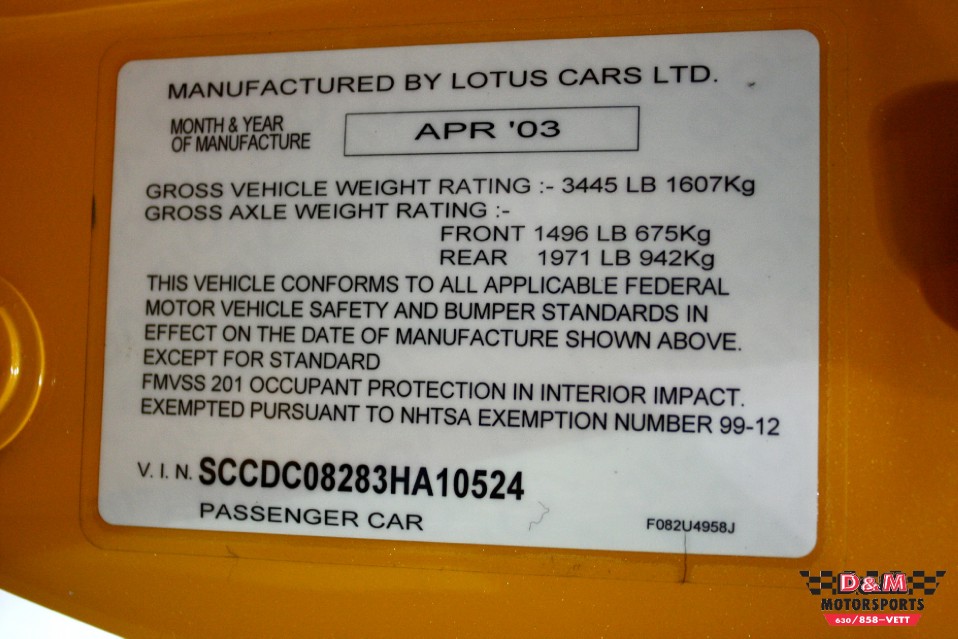 MANUFACTURED BY LOTUS CARS LTD.
MONTH & YEAR
OF MANUFACTURE
APR '03
GROSS VEHICLE WEIGHT RATING :- 3445 LB 1607Kg
GROSS AXLE WEIGHT RATING :-
FRONT 1496 LB 675Kg
REAR 1971 LB 942Kg
THIS VEHICLE CONFORMS TO ALL APPLICABLE FEDERAL
MOTOR VEHICLE SAFETY AND BUMPER STANDARDS IN
EFFECT ON THE DATE OF MANUFACTURE SHOWN ABOVE.
EXCEPT FOR STANDARD
FMVSS 201 OCCUPANT PROTECTION IN INTERIOR IMPACT.
EXEMPTED PURSUANT TO NHTSA EXEMPTION NUMBER 99-12
V. I. N. SCCDC08283HA10524
PASSENGER CAR
F082U4958J
D&M
MOTORSPORTS
630/858-VETT